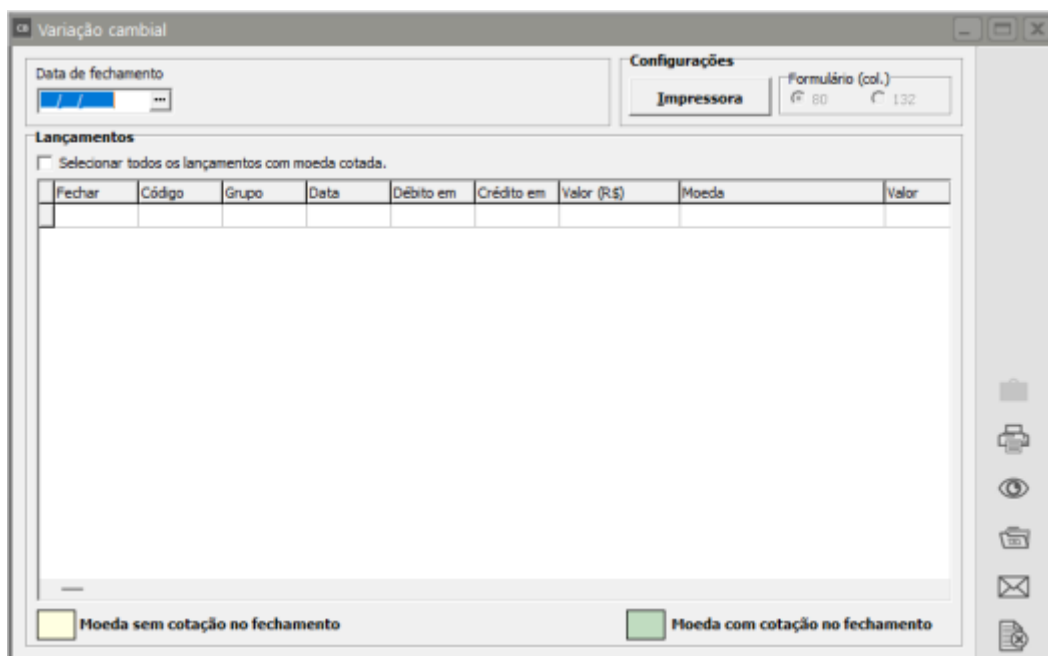 CB Variação cambial
Data de fechamento
_/_/_ ...
Configurações
Impressora
Formulário (col.)
80 132
Lançamentos
Selecionar todos os lançamentos com moeda cotada.
Fechar Código Grupo Data Débito em Crédito em Valor (R$) Moeda Valor
Moeda sem cotação no fechamento Moeda com cotação no fechamento